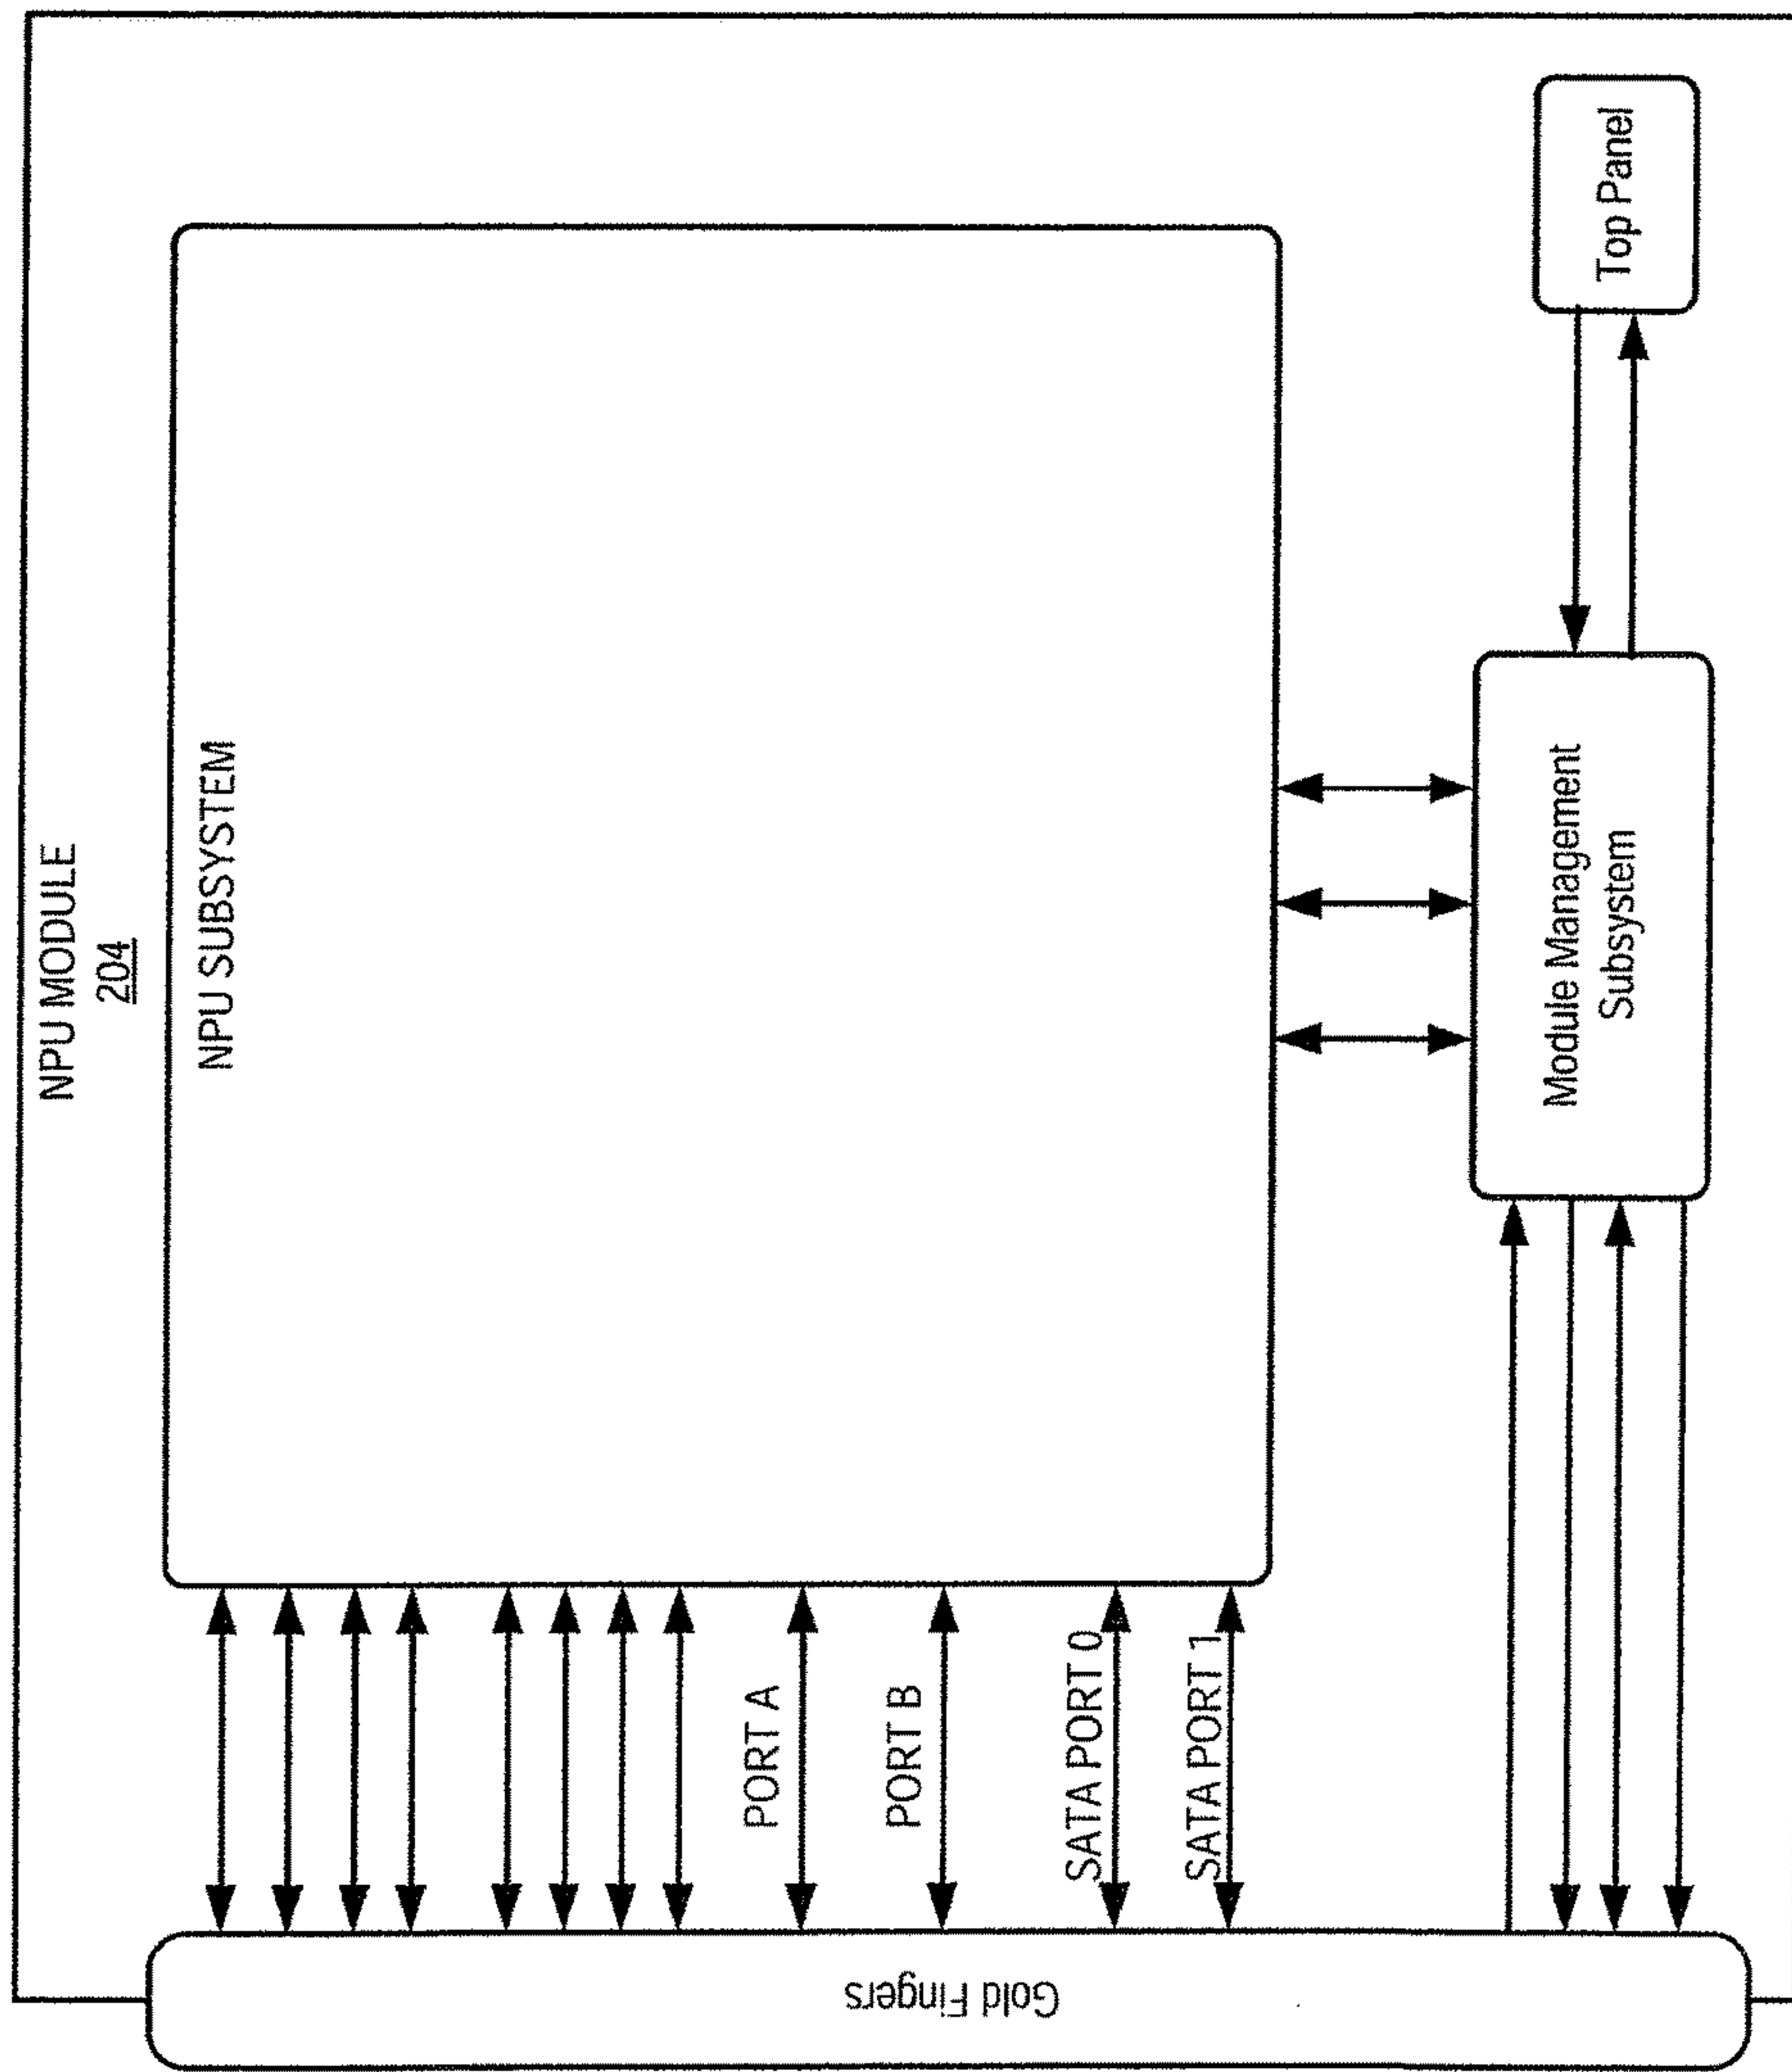 NPU MODULE
204
NPU SUBSYSTEM
PORT A
PORT B
SATA PORT 0
SATA PORT 1
Gold Fingers
Module Management
Subsystem
Top Panel